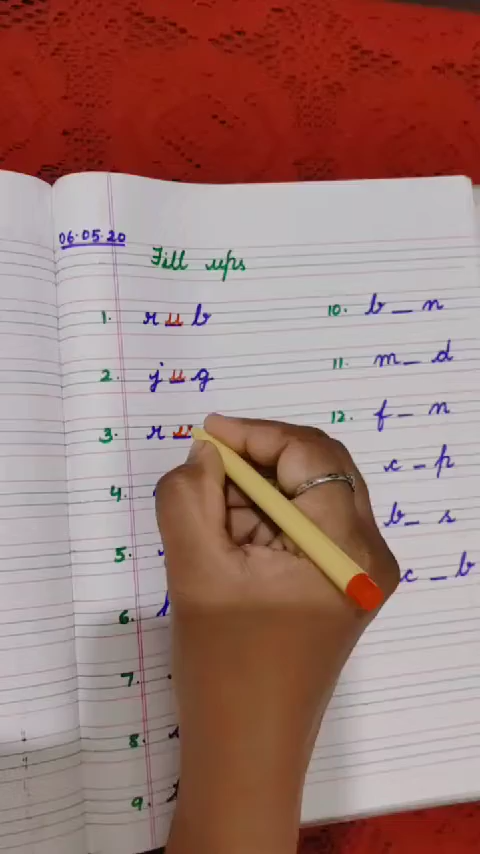 06.05.20
Fill ups
1. r u b
2. j u g
3. r u
4.
5.
6.
7.
8.
9.
10. b _ n
11. m _ d
12. f _ n
c _ p
b _ s
c _ b